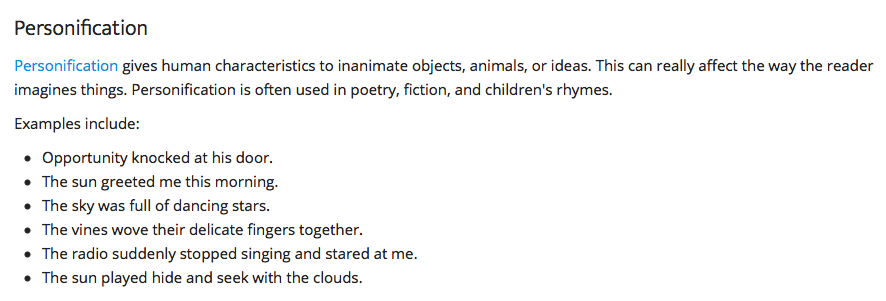 Personification
Personification gives human characteristics to inanimate objects, animals, or ideas. This can really affect the way the reader
imagines things. Personification is often used in poetry, fiction, and children's rhymes.
Examples include:
• Opportunity knocked at his door.
• The sun greeted me this morning.
• The sky was full of dancing stars.
• The vines wove their delicate fingers together.
• The radio suddenly stopped singing and stared at me.
• The sun played hide and seek with the clouds.